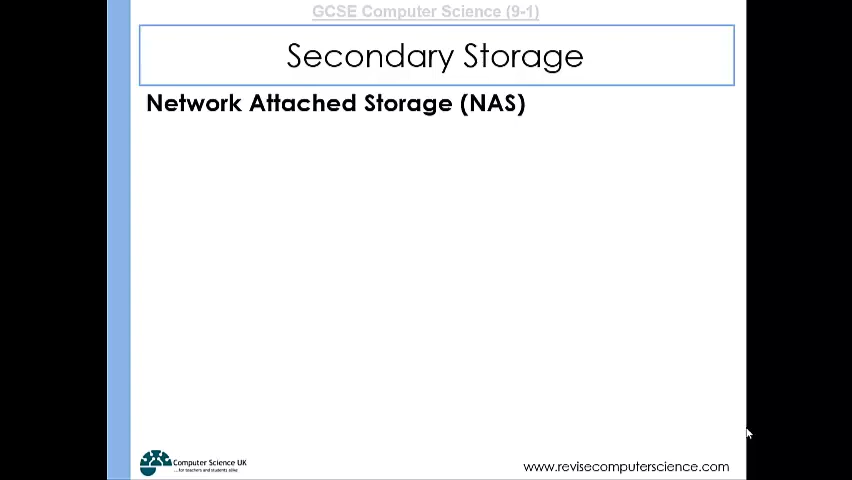 GCSE Computer Science (9-1)
Secondary Storage
Network Attached Storage (NAS)
Computer Science UK
...for teachers and students alike
www.revisecomputerscience.com